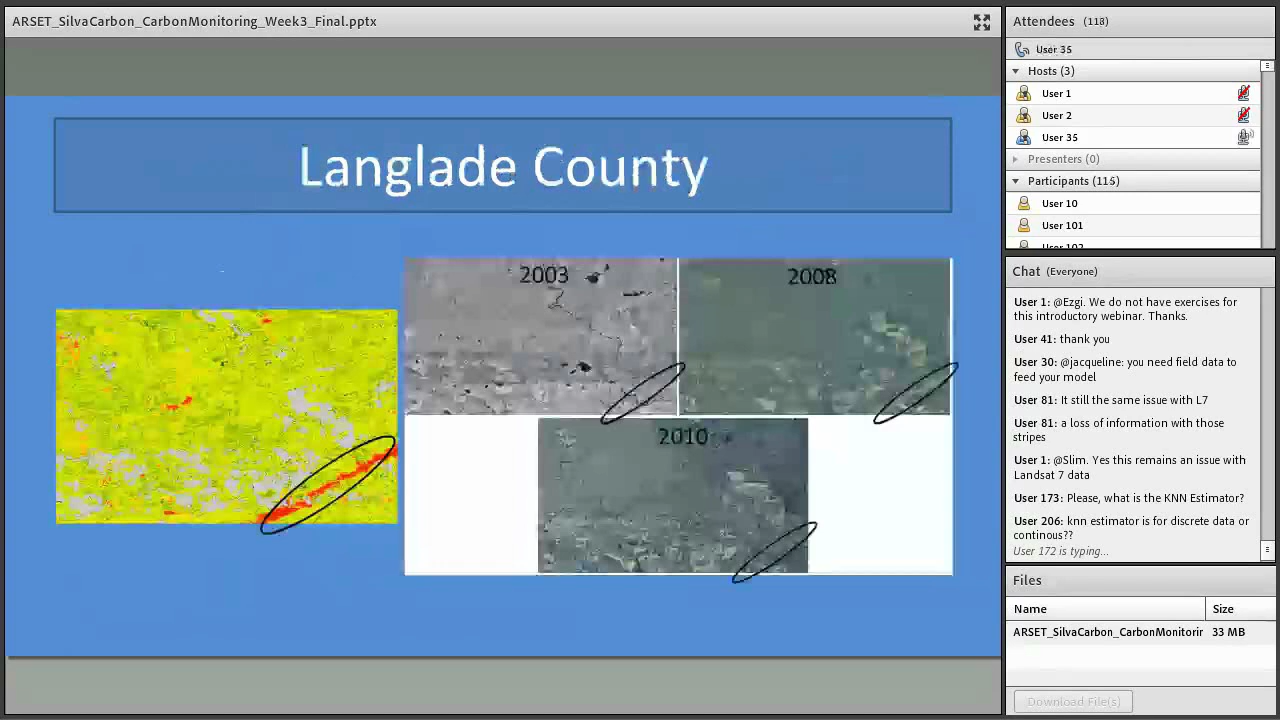 ARSET_SilvaCarbon_CarbonMonitoring_Week3_Final.pptx
Langlade County
2003
2008
2010
Attendees (118)
User 35
Hosts (3)
User 1
User 2
User 35
Presenters (0)
Participants (115)
User 10
User 101
User 102
Chat (Everyone)
User 1: @Ezgi. We do not have exercises for
this introductory webinar. Thanks.
User 41: thank you
User 30: @jacqueline: you need field data to
feed your model
User 81: It still the same issue with L7
User 81: a loss of information with those
stripes
User 1: @Slim. Yes this remains an issue with
Landsat 7 data
User 173: Please, what is the KNN Estimator?
User 206: knn estimator is for discrete data or
continous??
User 172 is typing...
Files
Name Size
ARSET_SilvaCarbon_CarbonMonitorir 33 MB
Download File(s)